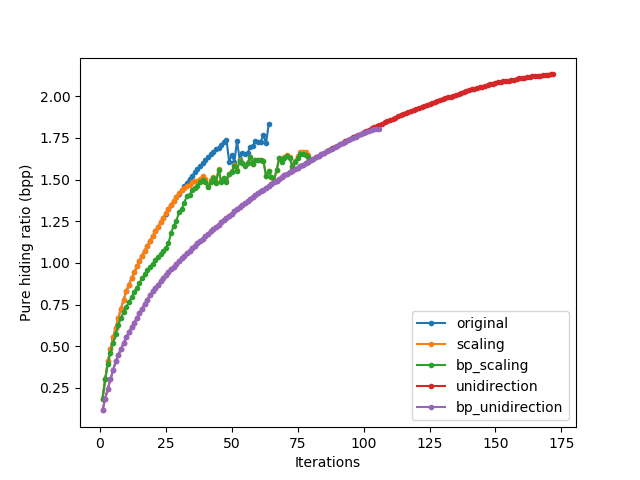 2.00
1.75
1.50
1.25
1.00
0.75
0.50
0.25
Pure hiding ratio (bpp)
original
scaling
bp_scaling
unidirection
bp_unidirection
0 25 50 75 100 125 150 175
Iterations